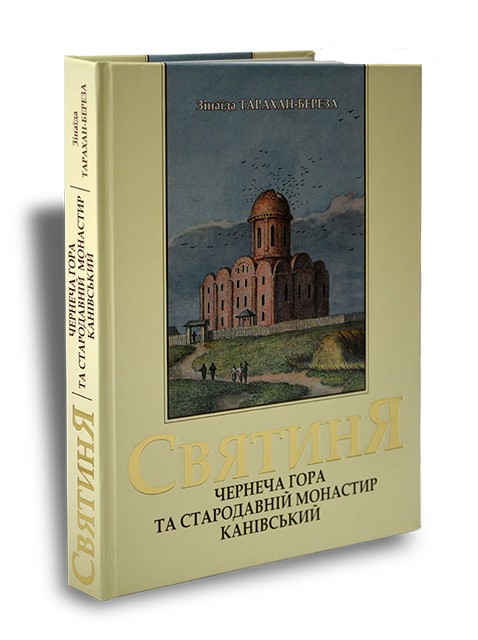 Зінаїда ТАРАХАН-БЕРЕЗА
СВЯТИНЯ
ЧЕРНЕЧА ГОРА
ТА СТАРОДАВНІЙ МОНАСТИР
КАНІВСЬКИЙ
Зінаїда
ТАРАХАН-БЕРЕЗА
ЧЕРНЕЧА ГОРА
ТА СТАРОДАВНІЙ МОНАСТИР
КАНІВСЬКИЙ
СВЯТИНЯ